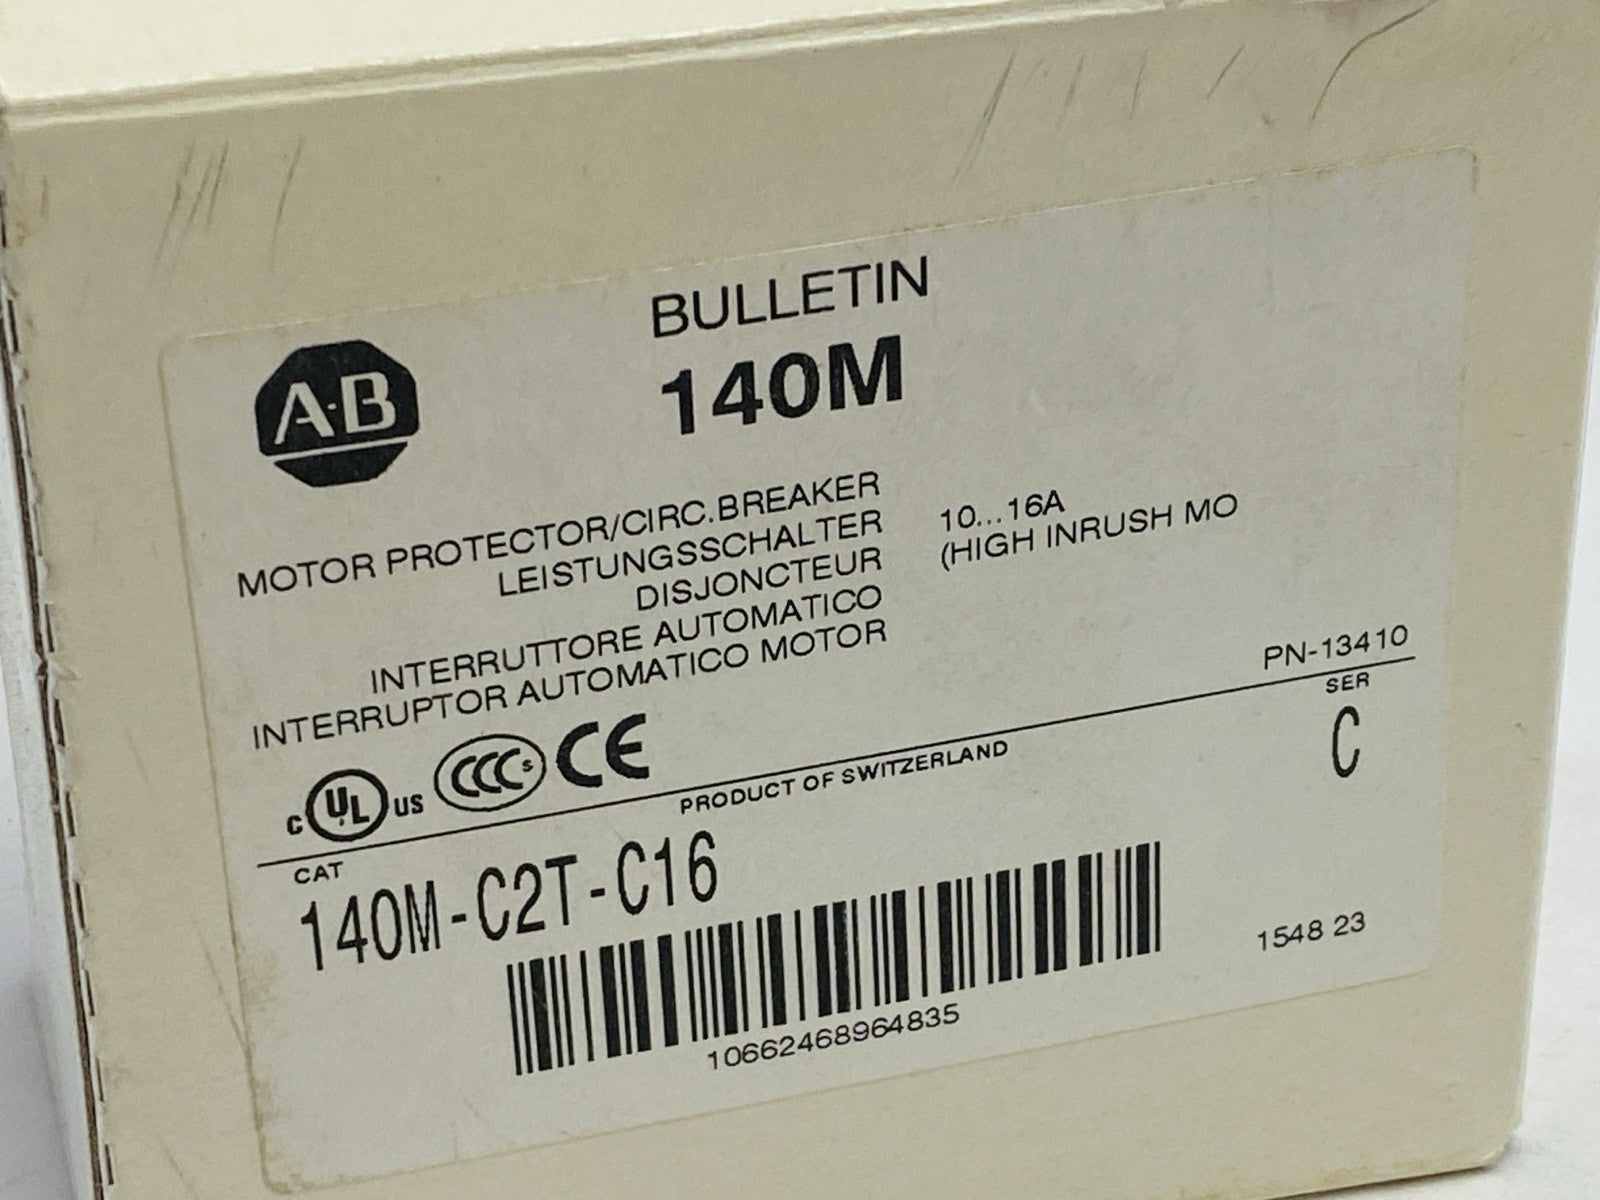 BULLETIN
140M
A-B
MOTOR PROTECTOR/CIRC.BREAKER
LEISTUNGSSCHALTER
DISJONCTEUR
INTERRUTTORE AUTOMATICO
INTERRUPTOR AUTOMATICO MOTOR
10...16A
(HIGH INRUSH MO
PN-13410
c UL US CCC S CE
PRODUCT OF SWITZERLAND
SER
C
CAT
140M-C2T-C16
1548 23
10662468964835